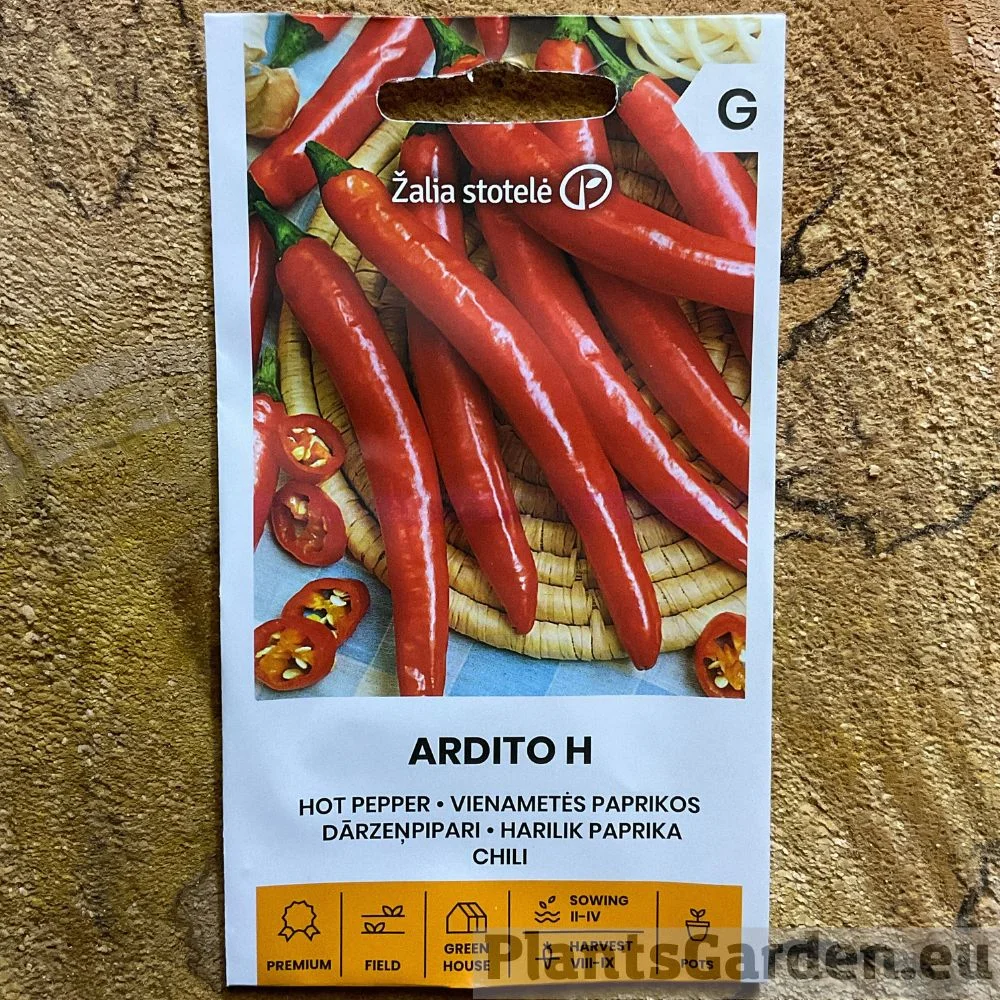 G
Žalia stotelė
ARDITO H
HOT PEPPER • VIENAMETĖS PAPRIKOS
DĀRZEŅPIPARI • HARILIK PAPRIKA
CHILI
PREMIUM
FIELD
GREEN
HOUSE
SOWING
II-IV
HARVEST
VIII-IX
POTS
PlantsGarden.eu